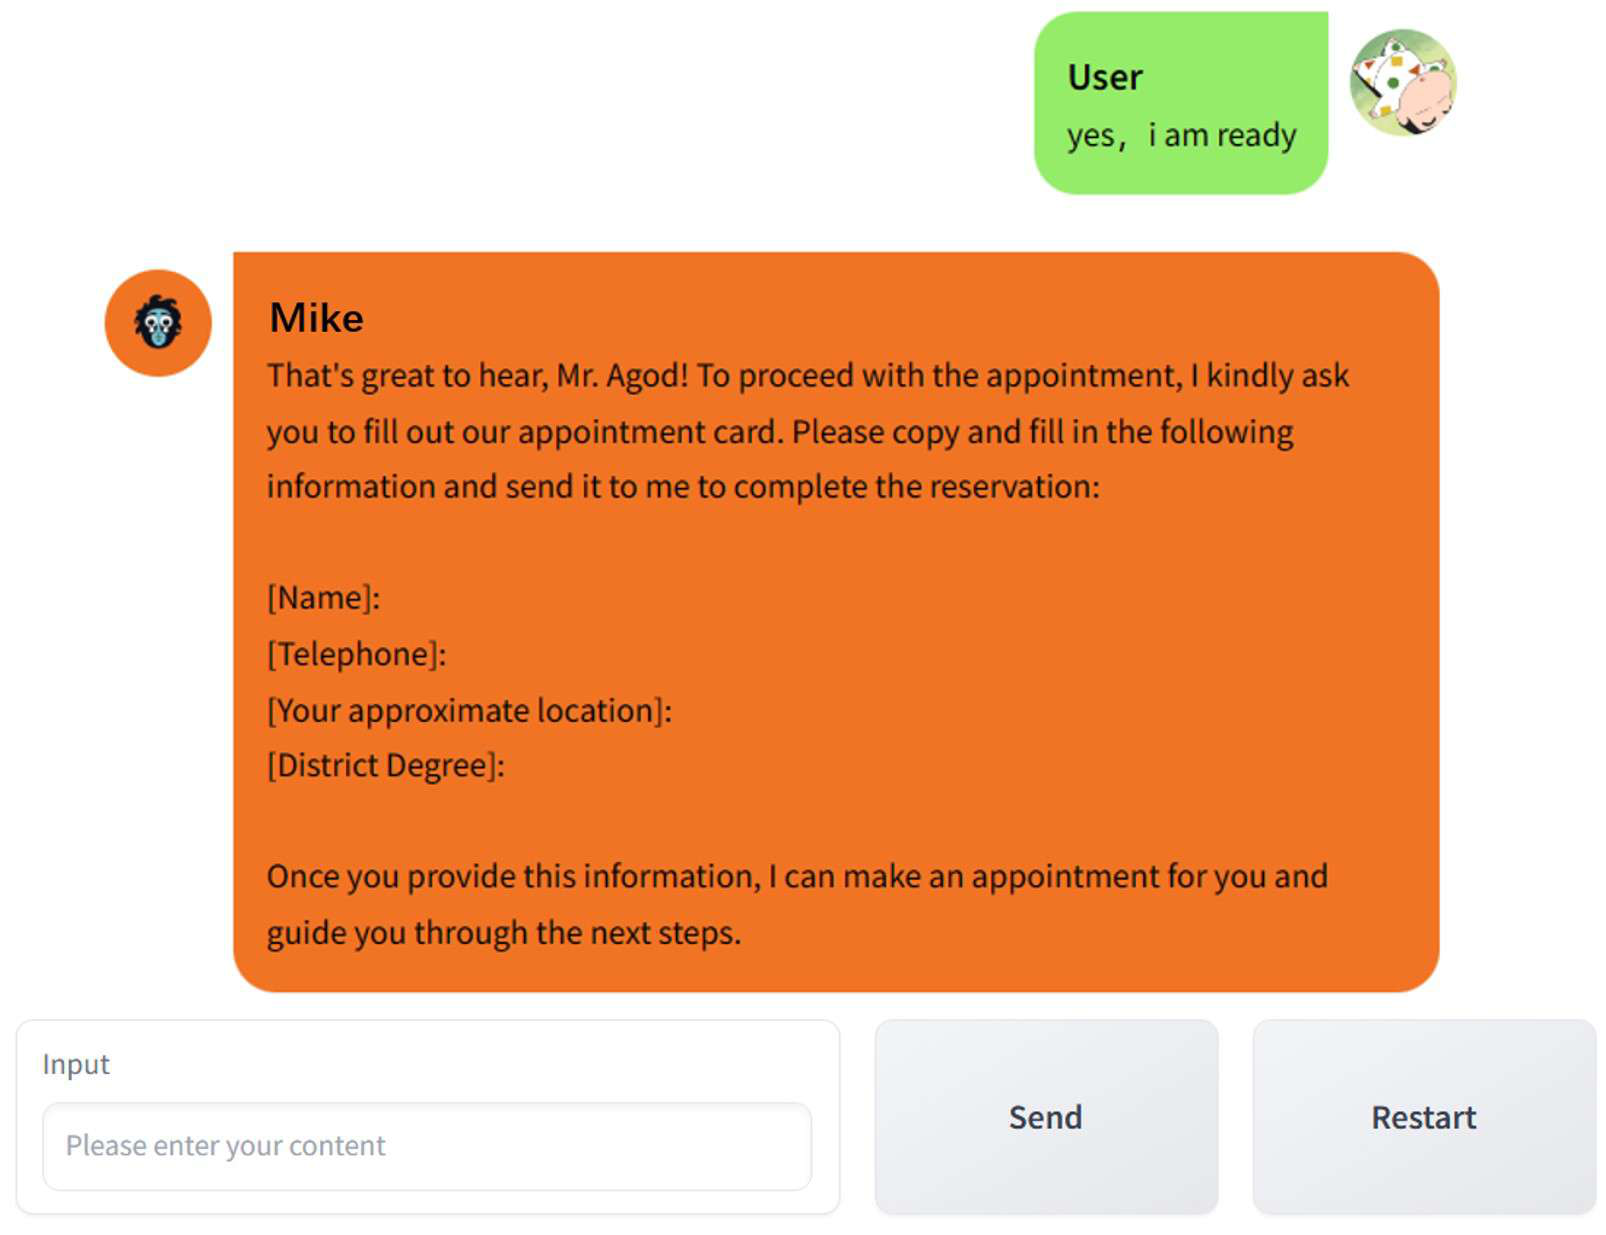 User
yes， i am ready
Mike
That's great to hear, Mr. Agod! To proceed with the appointment, I kindly ask
you to fill out our appointment card. Please copy and fill in the following
information and send it to me to complete the reservation:
[Name]:
[Telephone]:
[Your approximate location]:
[District Degree]:
Once you provide this information, I can make an appointment for you and
guide you through the next steps.
Input
Please enter your content
Send
Restart